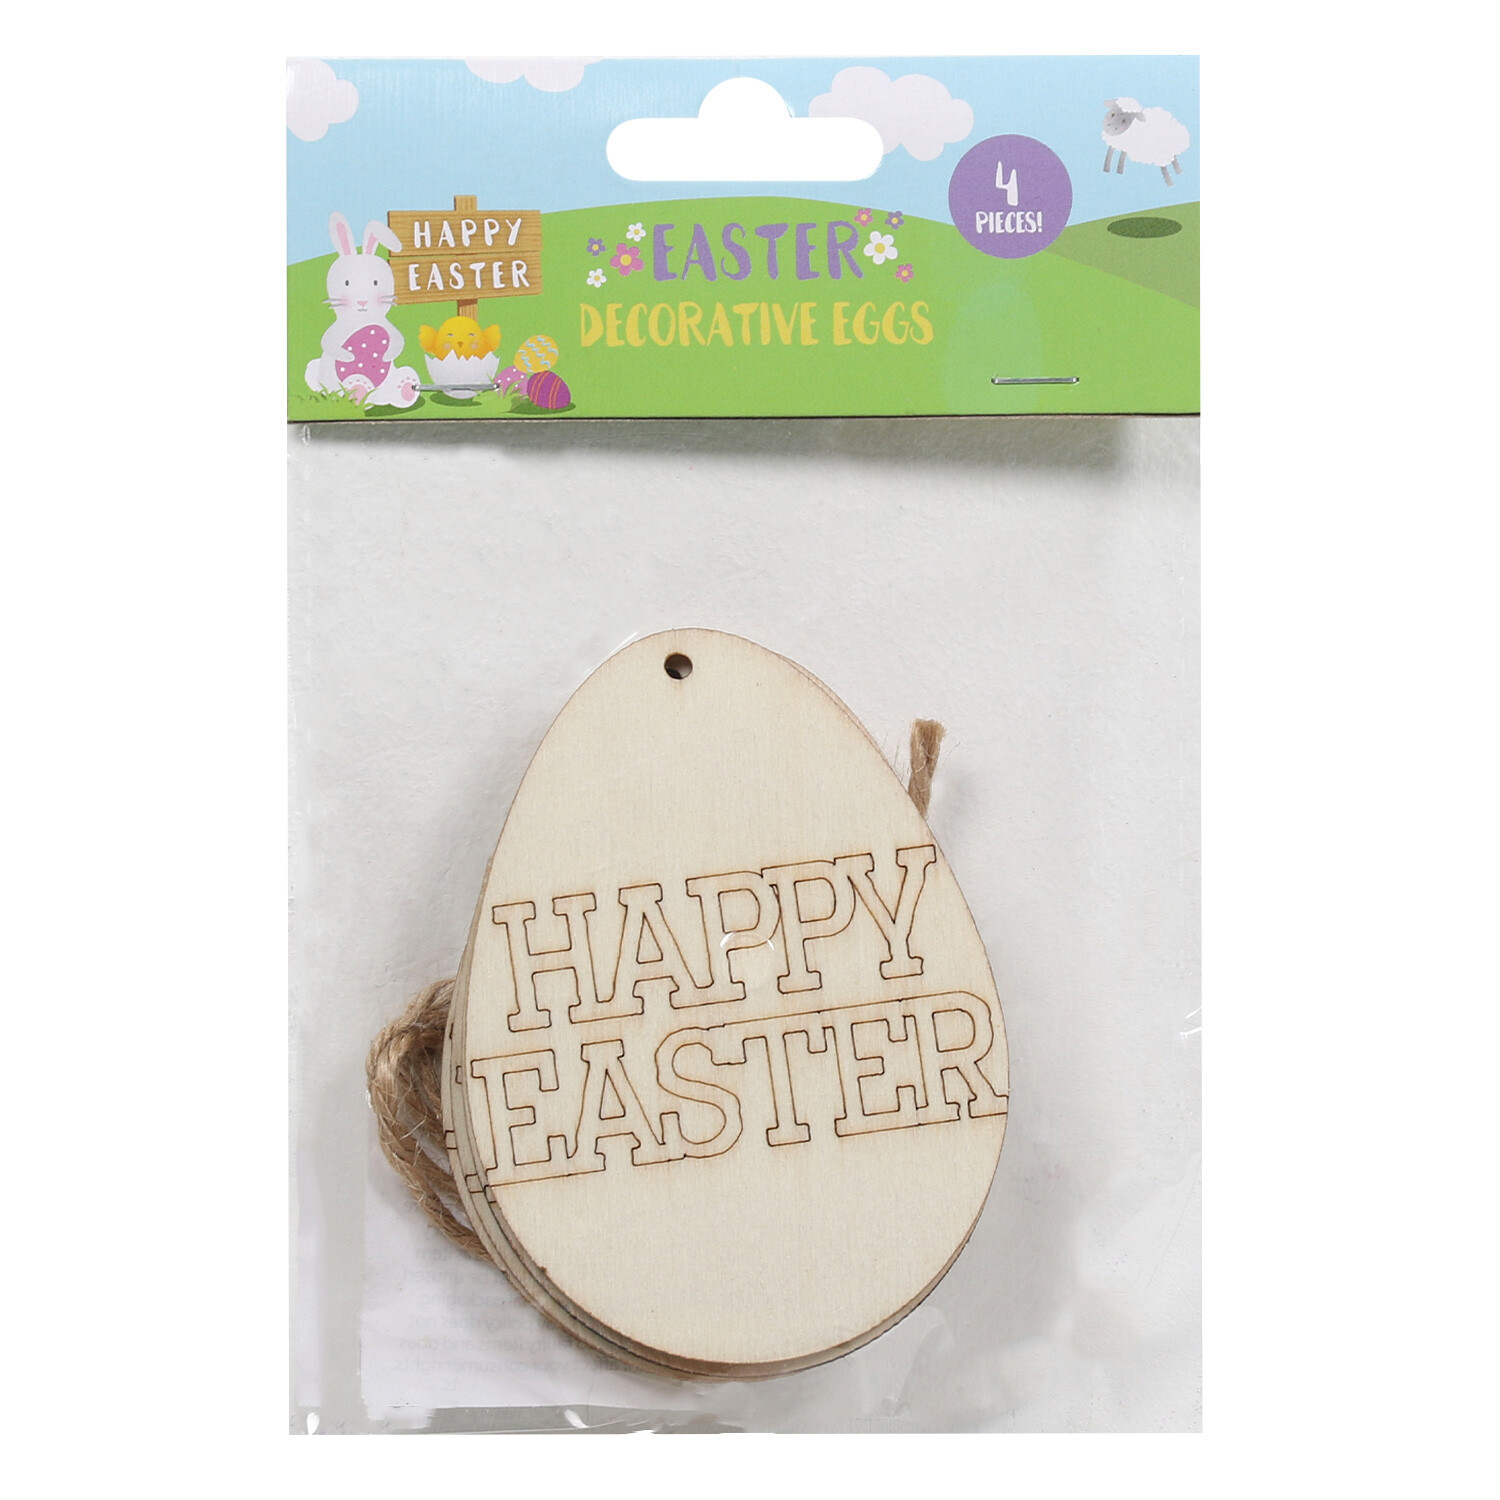 HAPPY
EASTER
EASTER
DECORATIVE EGGS
4
PIECES!
HAPPY
EASTER